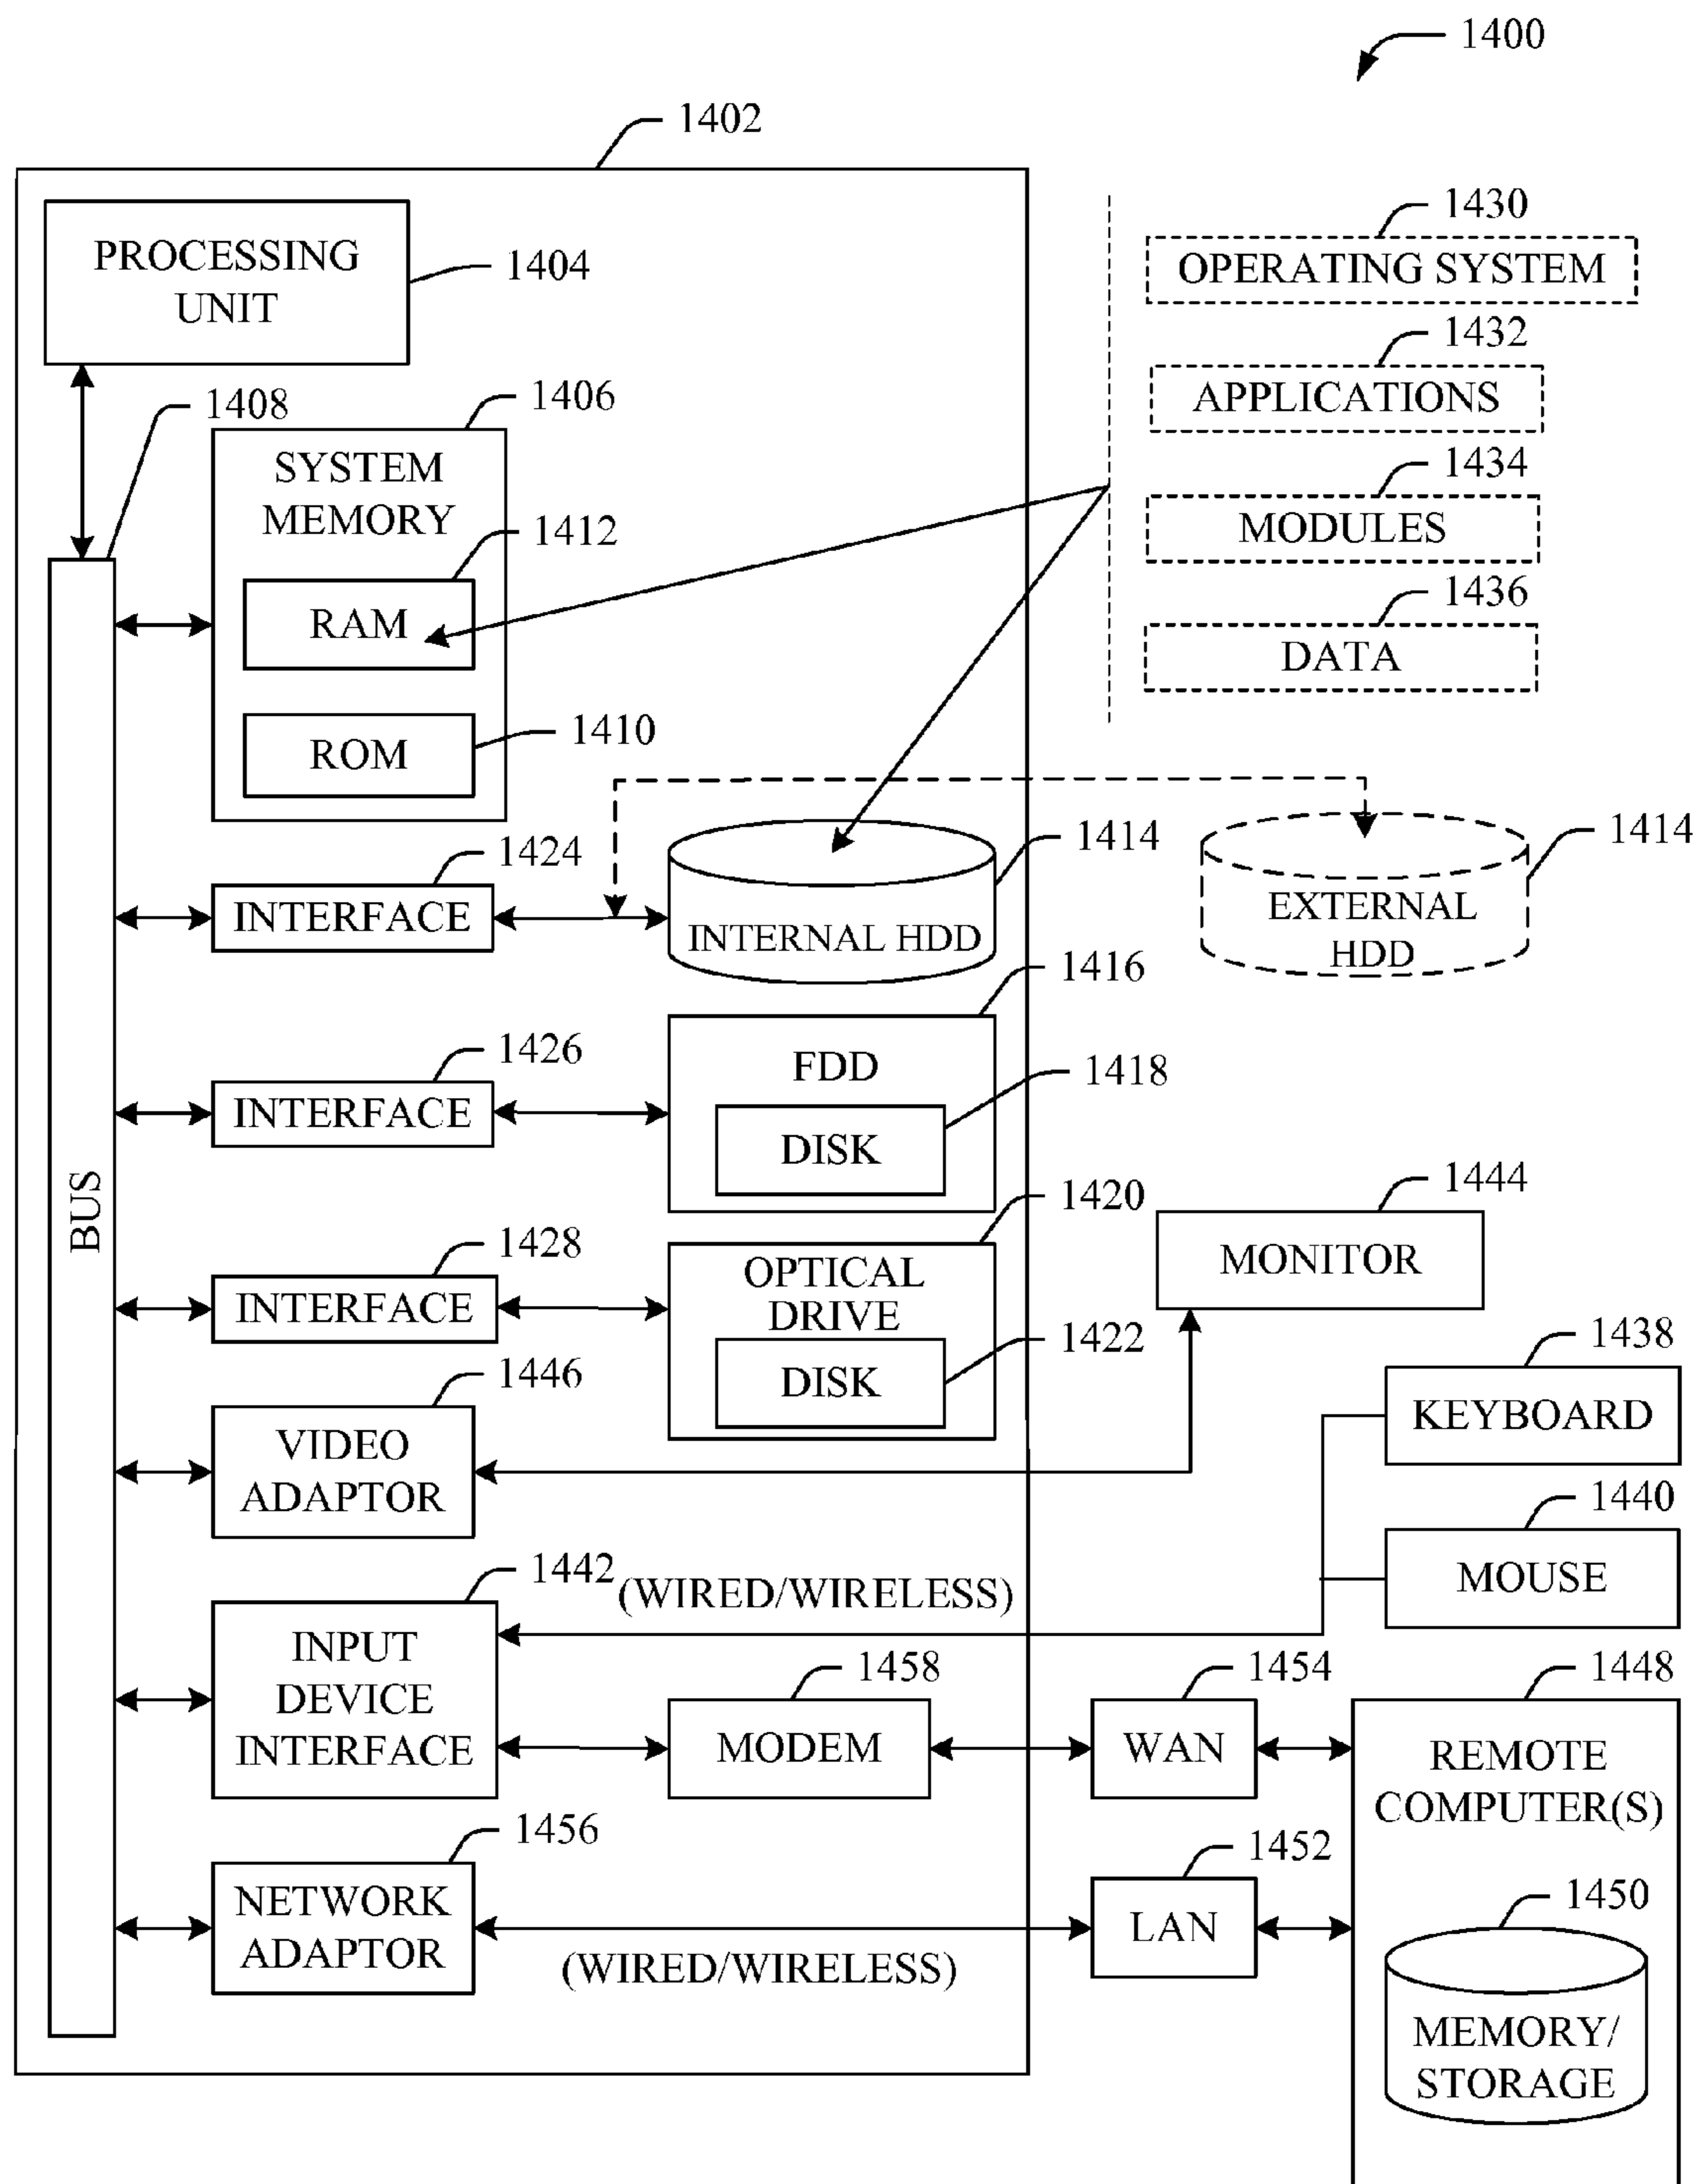 1400
1402
PROCESSING
UNIT
1404
1430
OPERATING SYSTEM
1432
APPLICATIONS
1434
MODULES
1436
DATA
1408
1406
SYSTEM
MEMORY
1412
RAM
1410
ROM
BUS
1424
INTERFACE
1414
INTERNAL HDD
1414
EXTERNAL
HDD
1426
INTERFACE
1416
FDD
1418
DISK
1428
INTERFACE
1420
OPTICAL
DRIVE
1422
DISK
1444
MONITOR
1446
VIDEO
ADAPTOR
1438
KEYBOARD
1440
MOUSE
1442
(WIRED/WIRELESS)
INPUT
DEVICE
INTERFACE
1458
MODEM
1454
WAN
1448
REMOTE
COMPUTER(S)
1456
NETWORK
ADAPTOR
(WIRED/WIRELESS)
1452
LAN
1450
MEMORY/
STORAGE